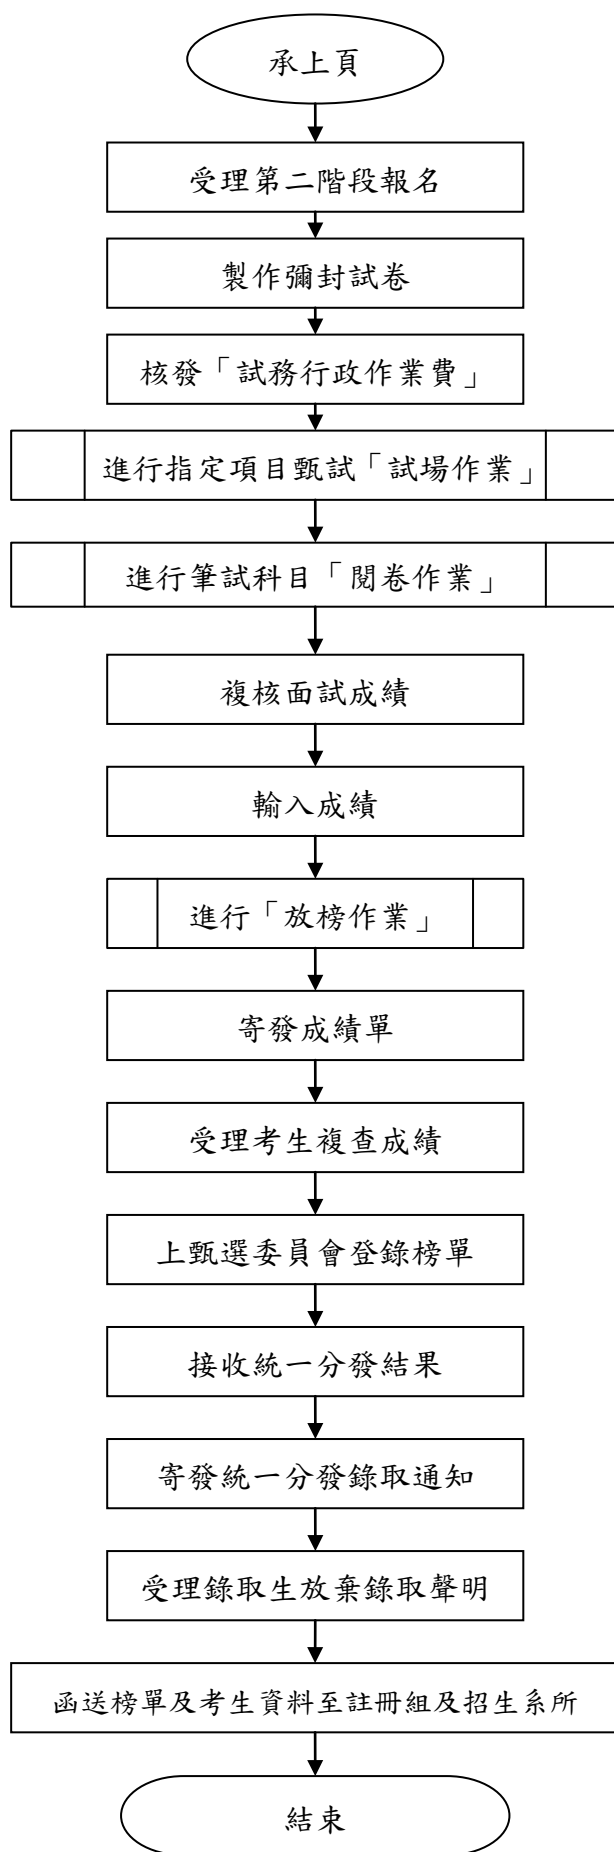 承上頁
受理第二階段報名
製作彌封試卷
核發「試務行政作業費」
進行指定項目甄試「試場作業」
進行筆試科目「閱卷作業」
複核面試成績
輸入成績
進行「放榜作業」
寄發成績單
受理考生複查成績
上甄選委員會登錄榜單
接收統一分發結果
寄發統一分發錄取通知
受理錄取生放棄錄取聲明
函送榜單及考生資料至註冊組及招生系所
結束